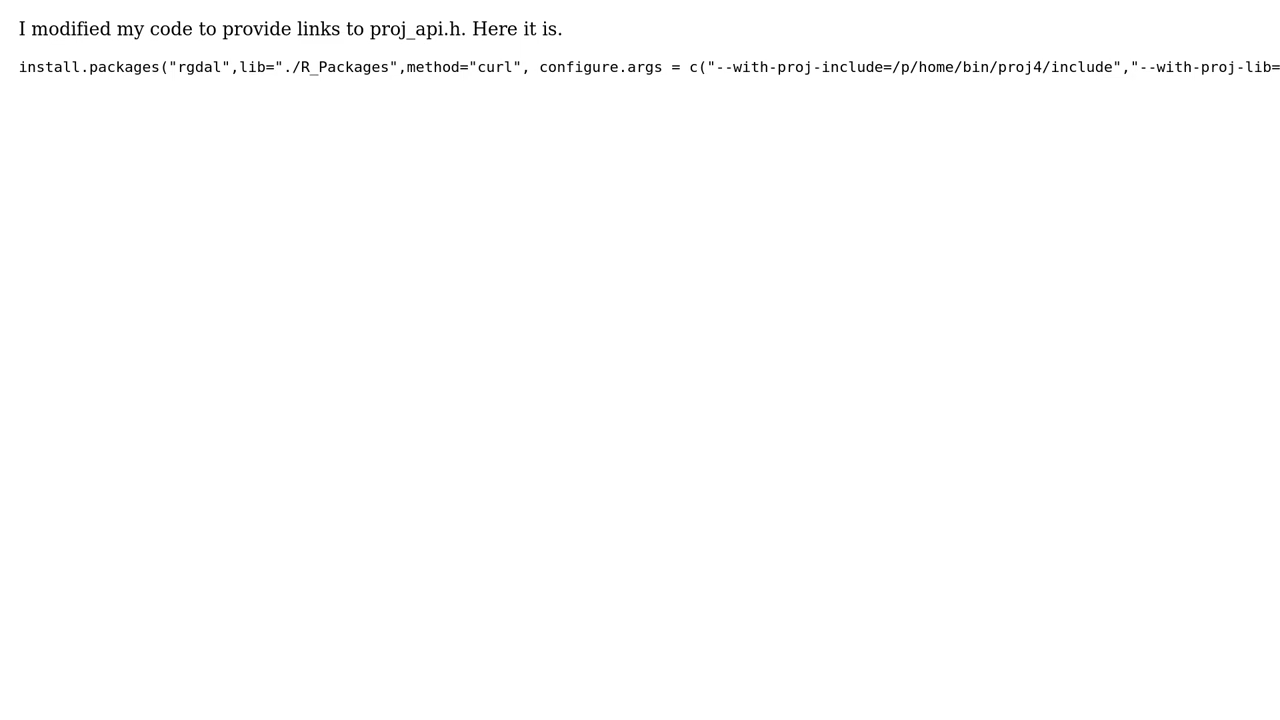 I modified my code to provide links to proj_api.h. Here it is.
install.packages("rgdal",lib="./R_Packages",method="curl", configure.args = c("--with-proj-include=/p/home/bin/proj4/include","--with-proj-lib=